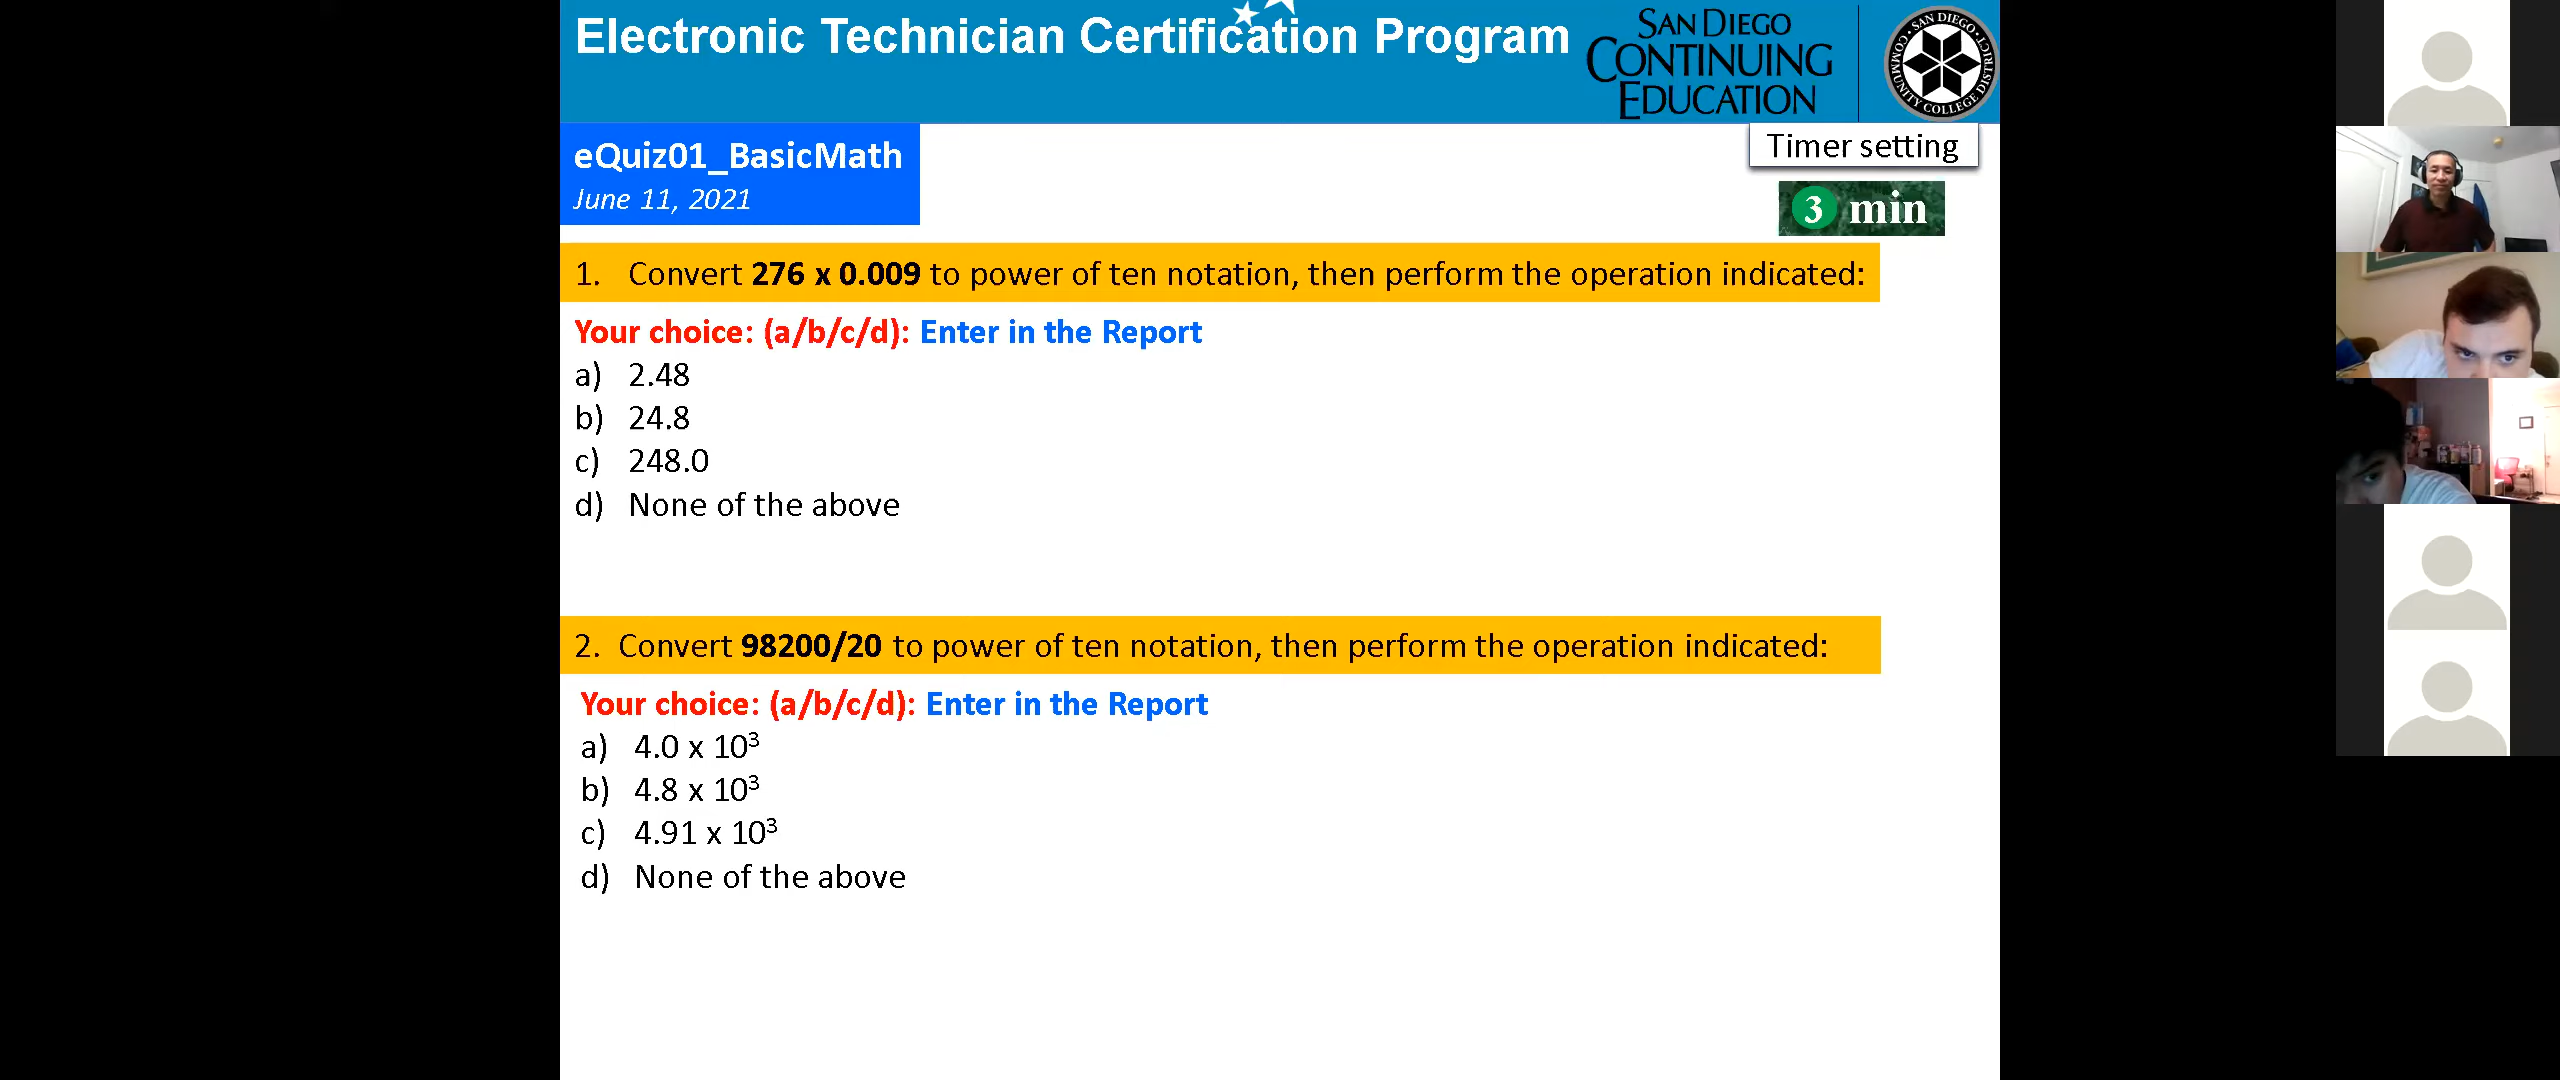 Electronic Technician Certification Program
SAN DIEGO
CONTINUING
EDUCATION
SAN DIEGO
COMMUNITY COLLEGE DISTRICT
eQuiz01_BasicMath
June 11, 2021
Timer setting
3 min
1. Convert 276 x 0.009 to power of ten notation, then perform the operation indicated:
Your choice: (a/b/c/d): Enter in the Report
a) 2.48
b) 24.8
c) 248.0
d) None of the above
2. Convert 98200/20 to power of ten notation, then perform the operation indicated:
Your choice: (a/b/c/d): Enter in the Report
a) 4.0 x 10³
b) 4.8 x 10³
c) 4.91 x 10³
d) None of the above